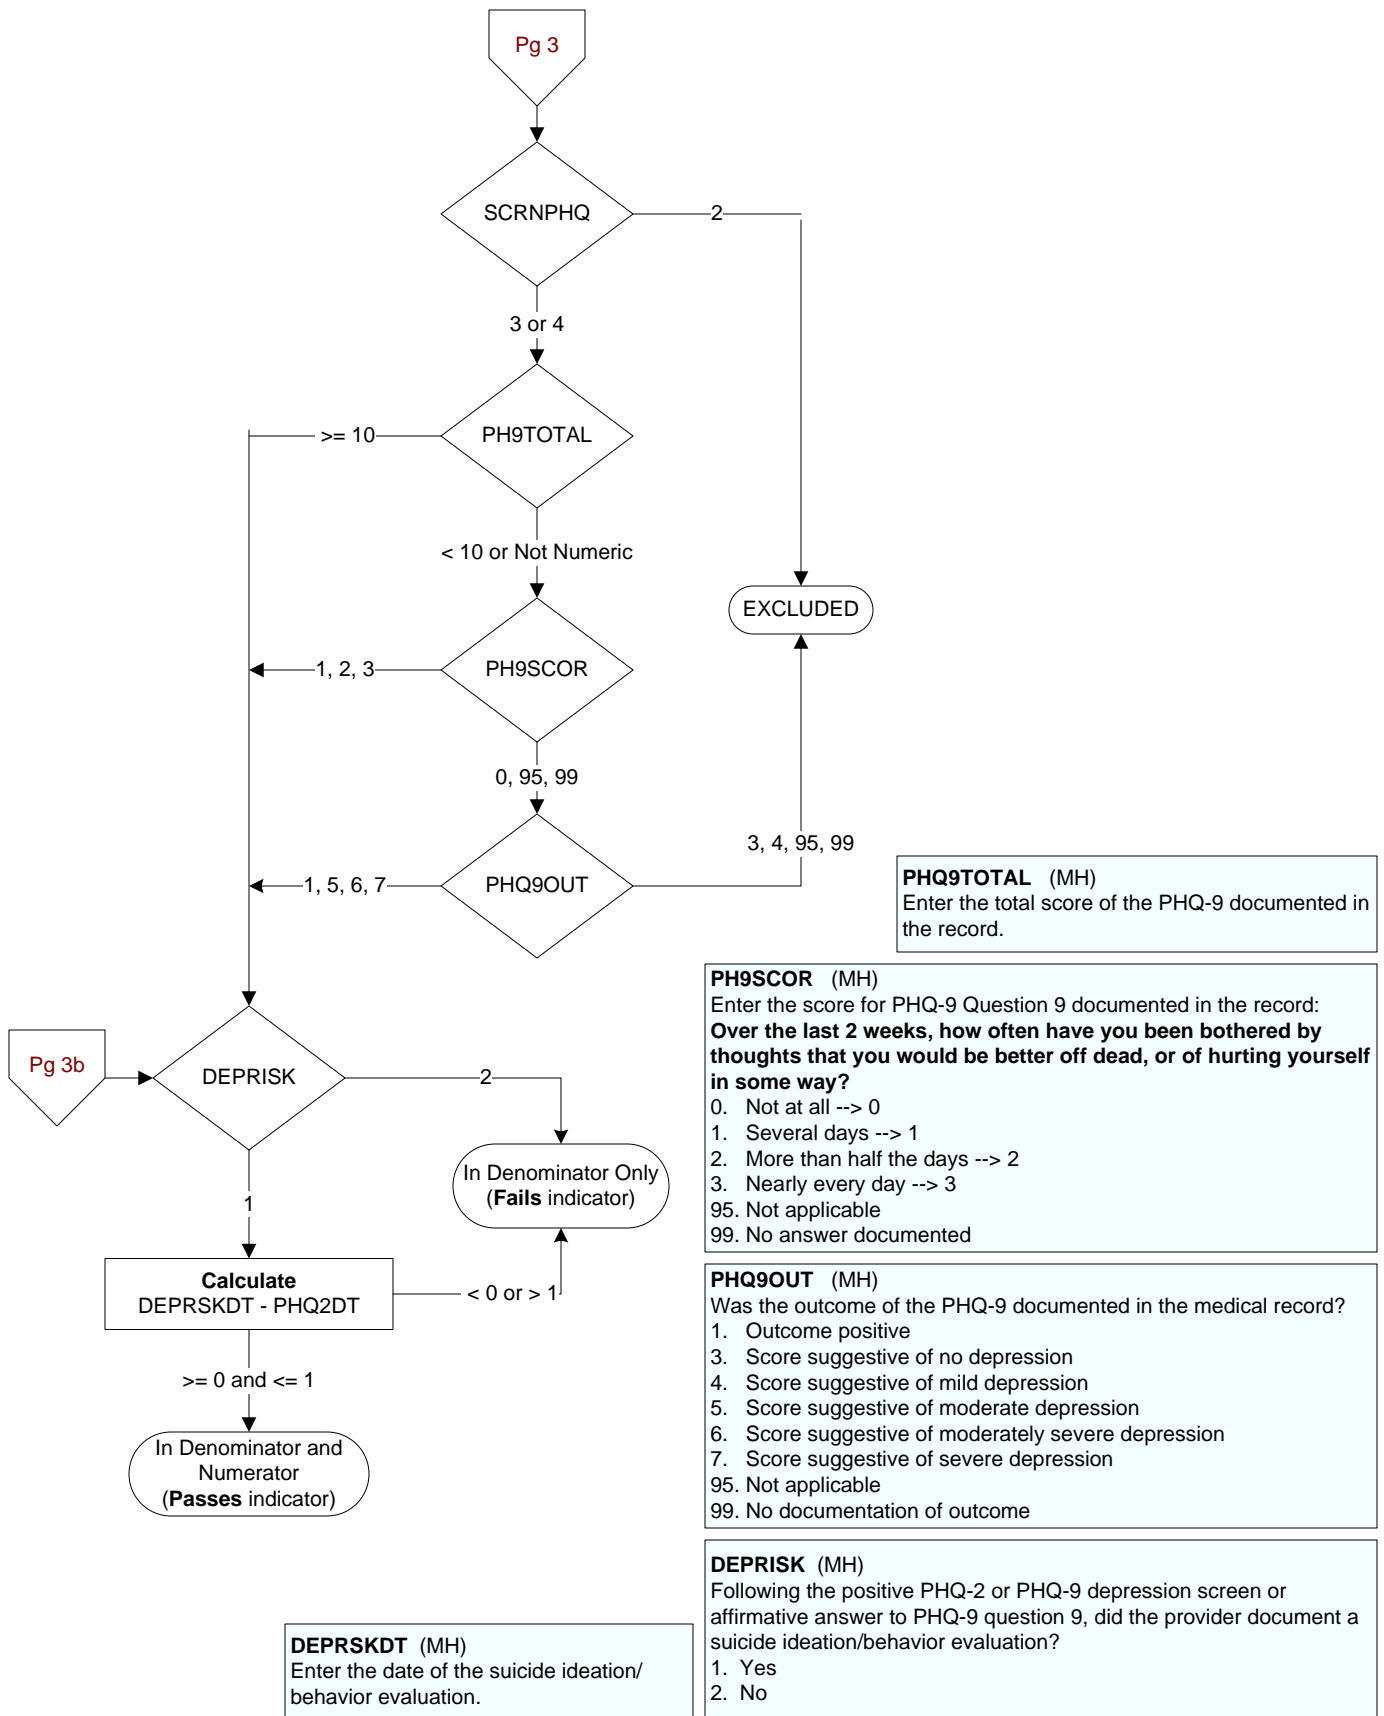 Pg 3
SCRNPHQ
2
3 or 4
>= 10
PH9TOTAL
< 10 or Not Numeric
EXCLUDED
1, 2, 3
PH9SCOR
0, 95, 99
3, 4, 95, 99
1, 5, 6, 7
PHQ9OUT
PHQ9TOTAL (MH)
Enter the total score of the PHQ-9 documented in
the record.
PH9SCOR (MH)
Enter the score for PHQ-9 Question 9 documented in the record:
Over the last 2 weeks, how often have you been bothered by
thoughts that you would be better off dead, or of hurting yourself
in some way?
0. Not at all --> 0
1. Several days --> 1
2. More than half the days --> 2
3. Nearly every day --> 3
95. Not applicable
99. No answer documented
Pg 3b
DEPRISK
2
In Denominator Only
(Fails indicator)
1
Calculate
DEPRSKDT - PHQ2DT
< 0 or > 1
>= 0 and <= 1
In Denominator and
Numerator
(Passes indicator)
PHQ9OUT (MH)
Was the outcome of the PHQ-9 documented in the medical record?
1. Outcome positive
3. Score suggestive of no depression
4. Score suggestive of mild depression
5. Score suggestive of moderate depression
6. Score suggestive of moderately severe depression
7. Score suggestive of severe depression
95. Not applicable
99. No documentation of outcome
DEPRISK (MH)
Following the positive PHQ-2 or PHQ-9 depression screen or
affirmative answer to PHQ-9 question 9, did the provider document a
suicide ideation/behavior evaluation?
1. Yes
2. No
DEPRSKDT (MH)
Enter the date of the suicide ideation/
behavior evaluation.